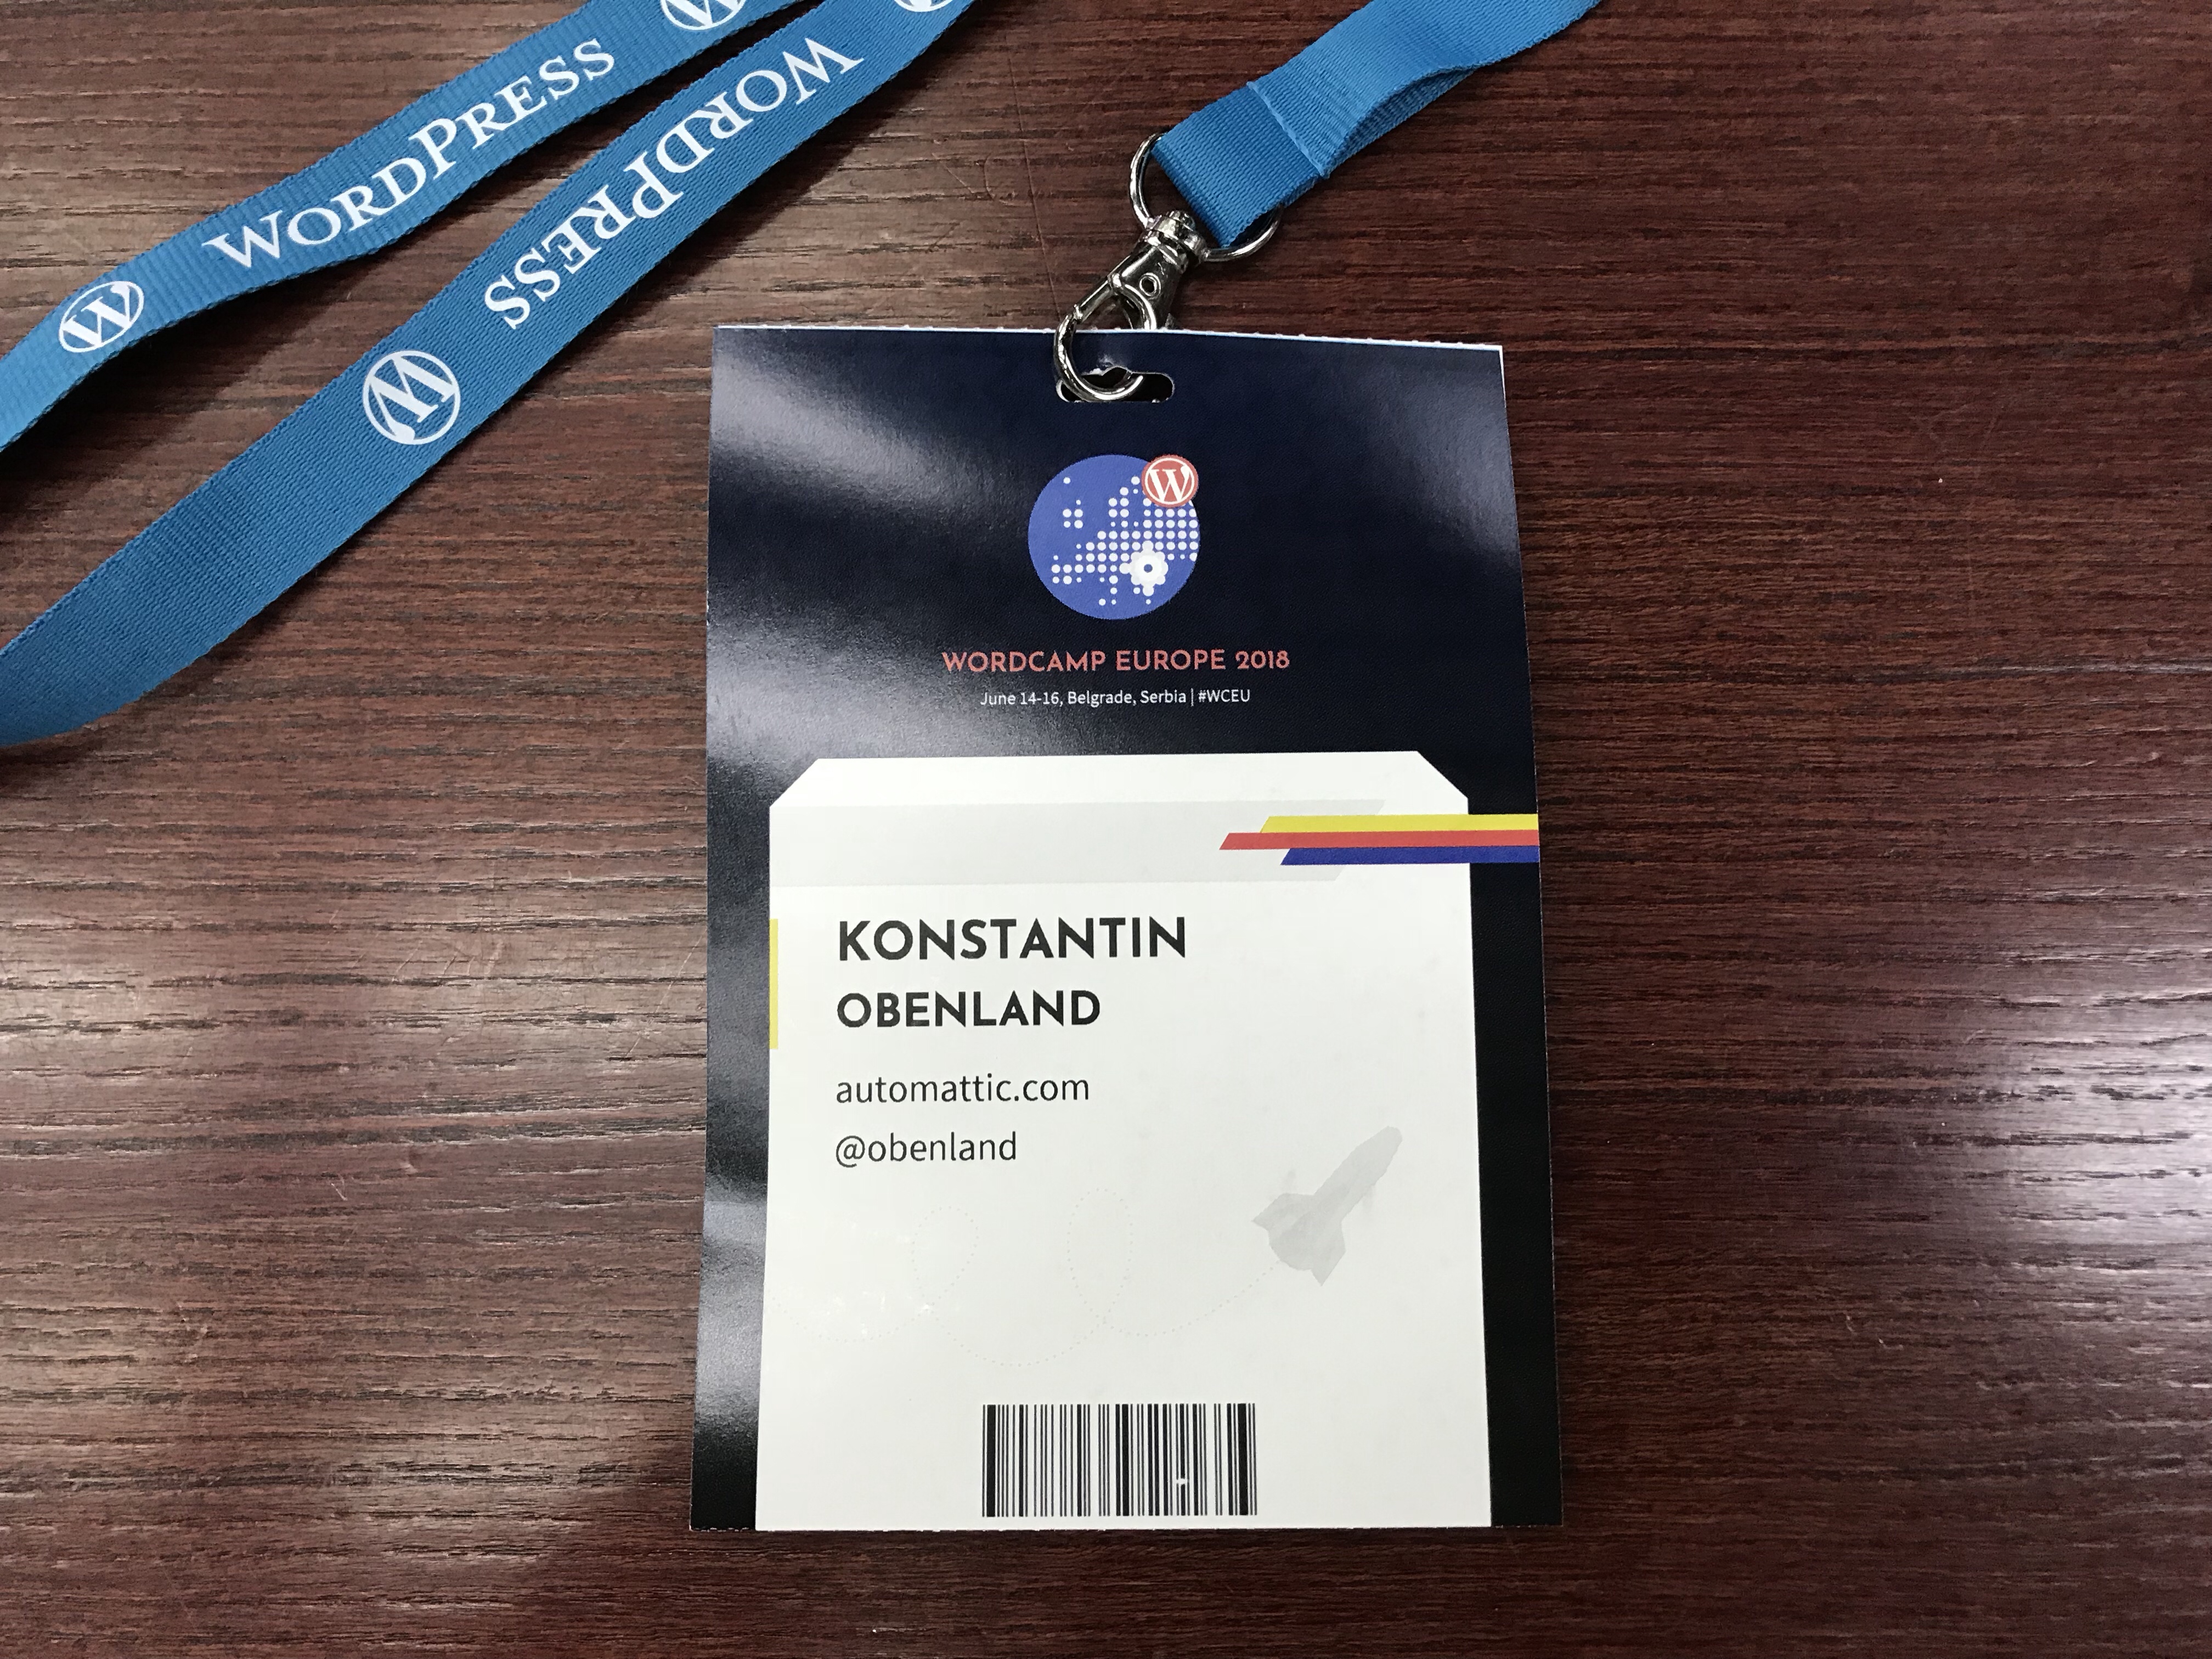 WORDPRESS
WORDPRESS
WORDCAMP EUROPE 2018
June 14-16, Belgrade, Serbia | #WCEU
KONSTANTIN
OBENLAND
automattic.com
@obenland